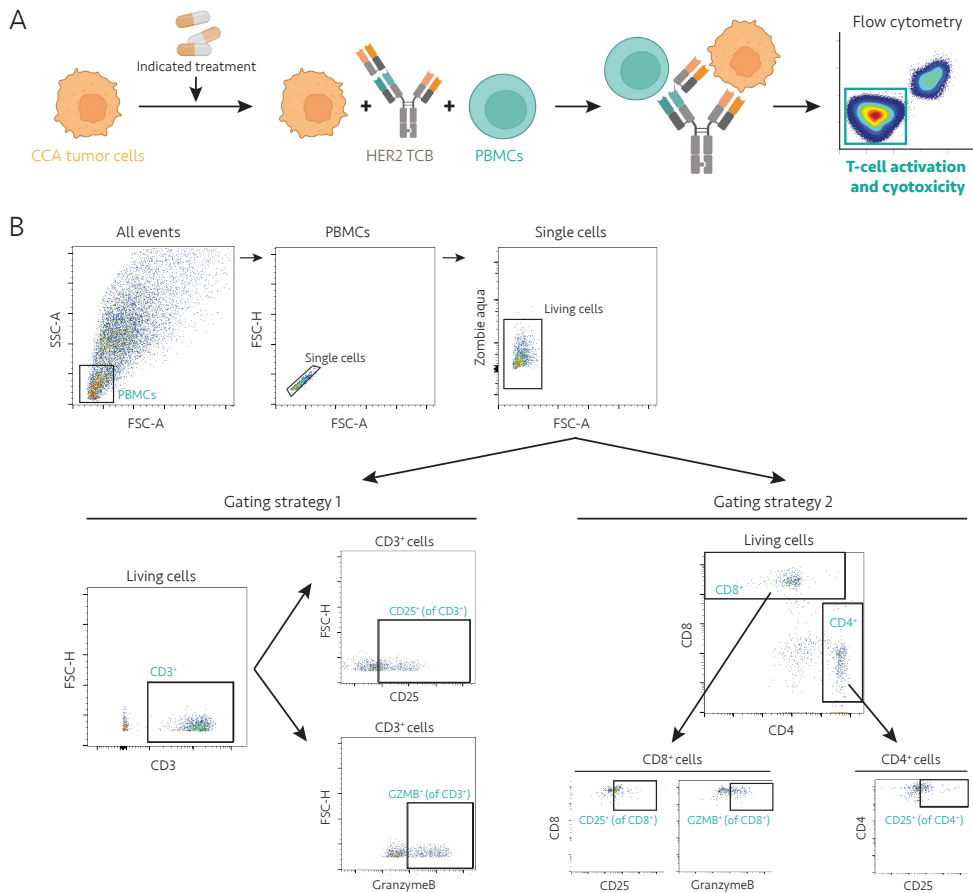 A
Indicated treatment
CCA tumor cells
+
HER2 TCB
+
PBMCs
Flow cytometry
T-cell activation
and cyotoxicity
B
All events
SSC-A
PBMCs
FSC-A
PBMCs
FSC-H
Single cells
FSC-A
Single cells
Zombie aqua
Living cells
FSC-A
Gating strategy 1
Living cells
FSC-H
CD3⁺
CD3
CD3⁺ cells
FSC-H
CD25⁺ (of CD3⁺)
CD25
CD3⁺ cells
FSC-H
GZMB⁺ (of CD3⁺)
GranzymeB
Gating strategy 2
Living cells
CD8
CD8⁺
CD4⁺
CD4
CD8⁺ cells
CD8
CD25⁺ (of CD8⁺)
CD25
GZMB⁺ (of CD8⁺)
GranzymeB
CD4⁺ cells
CD4
CD25⁺ (of CD4⁺)
CD25